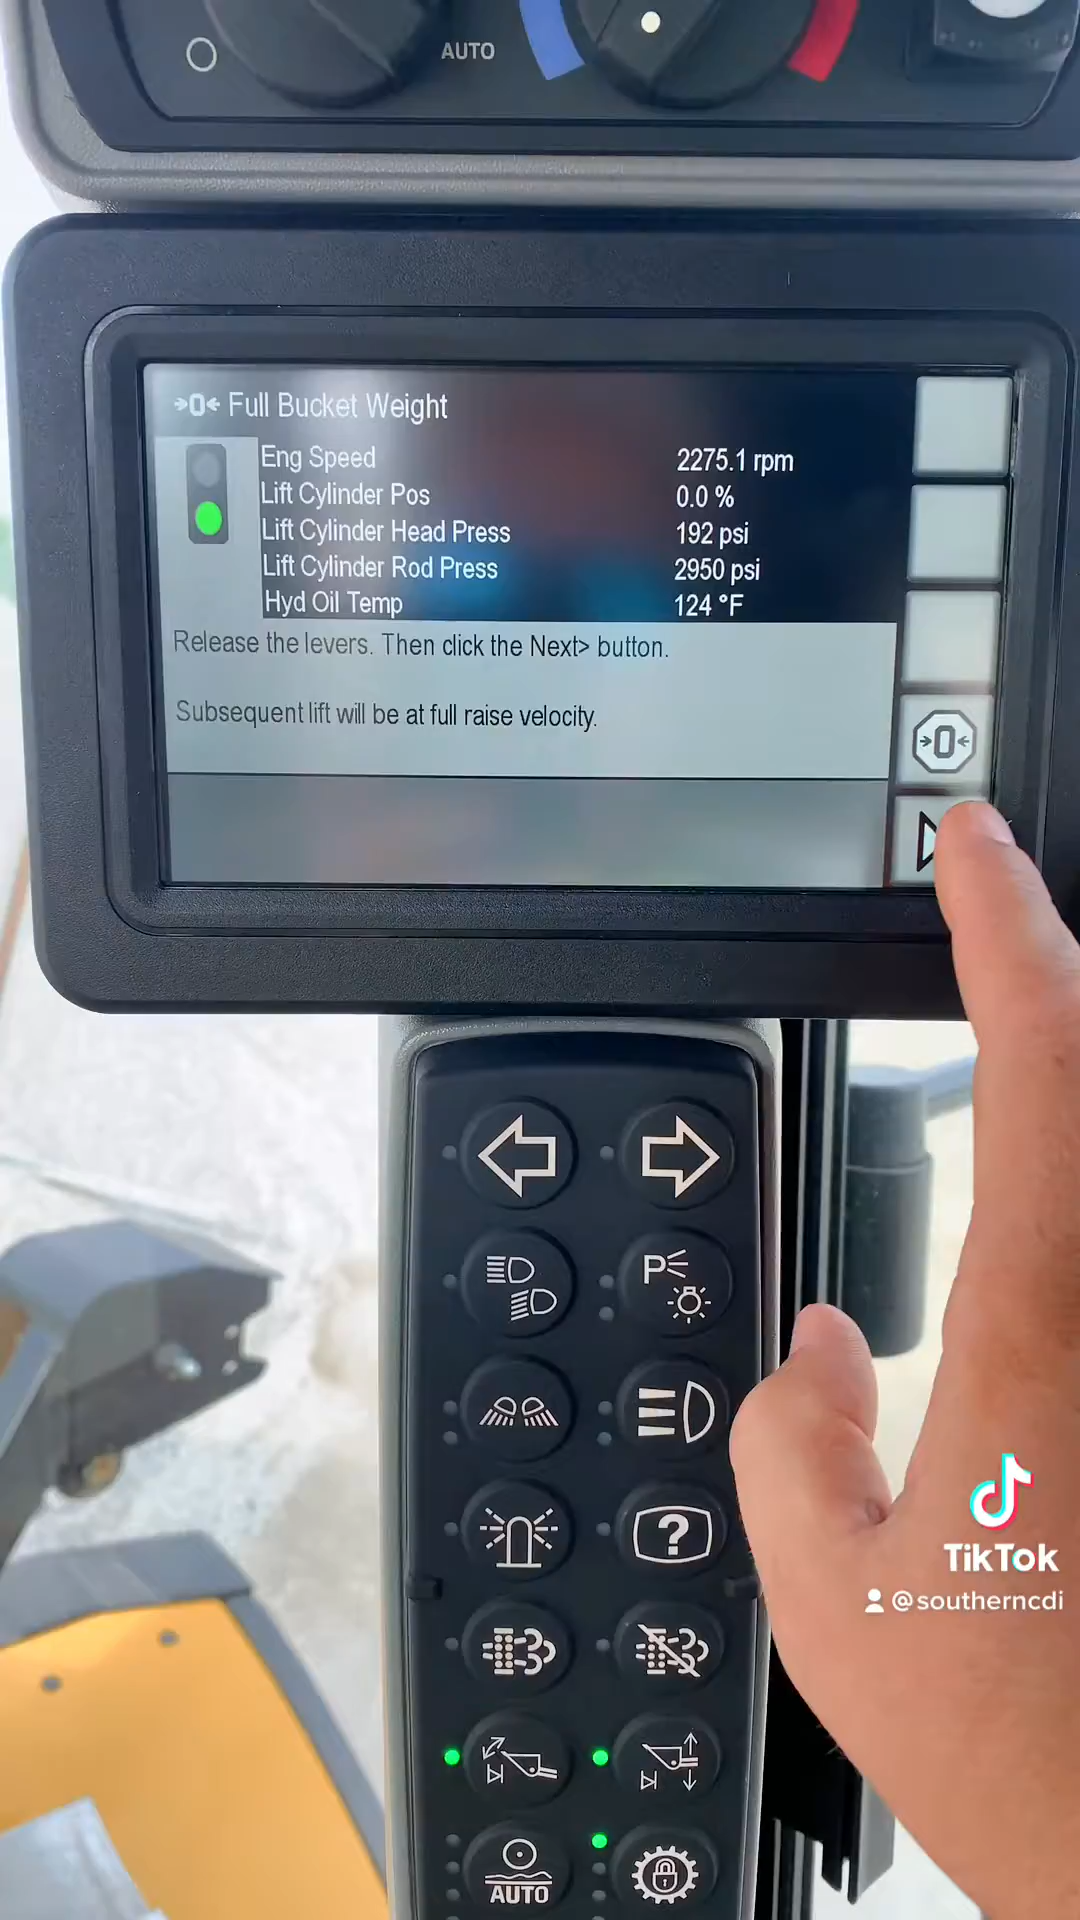 AUTO
→0← Full Bucket Weight
Eng Speed 2275.1 rpm
Lift Cylinder Pos 0.0 %
Lift Cylinder Head Press 192 psi
Lift Cylinder Rod Press 2950 psi
Hyd Oil Temp 124 °F
Release the levers. Then click the Next> button.
Subsequent lift will be at full raise velocity.
→0←
P
?
TikTok
@southerncdi
AUTO